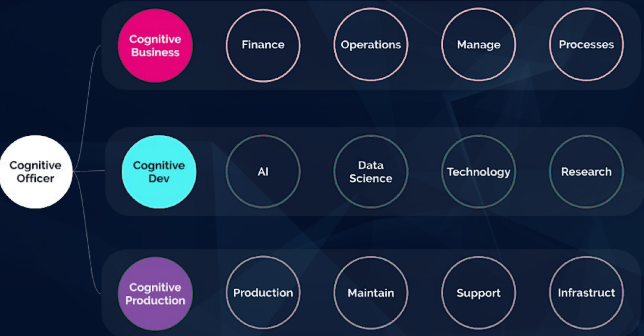 Cognitive
Business
Finance
Operations
Manage
Processes
Cognitive
Officer
Cognitive
Dev
AI
Data
Science
Technology
Research
Cognitive
Production
Production
Maintain
Support
Infrastruct